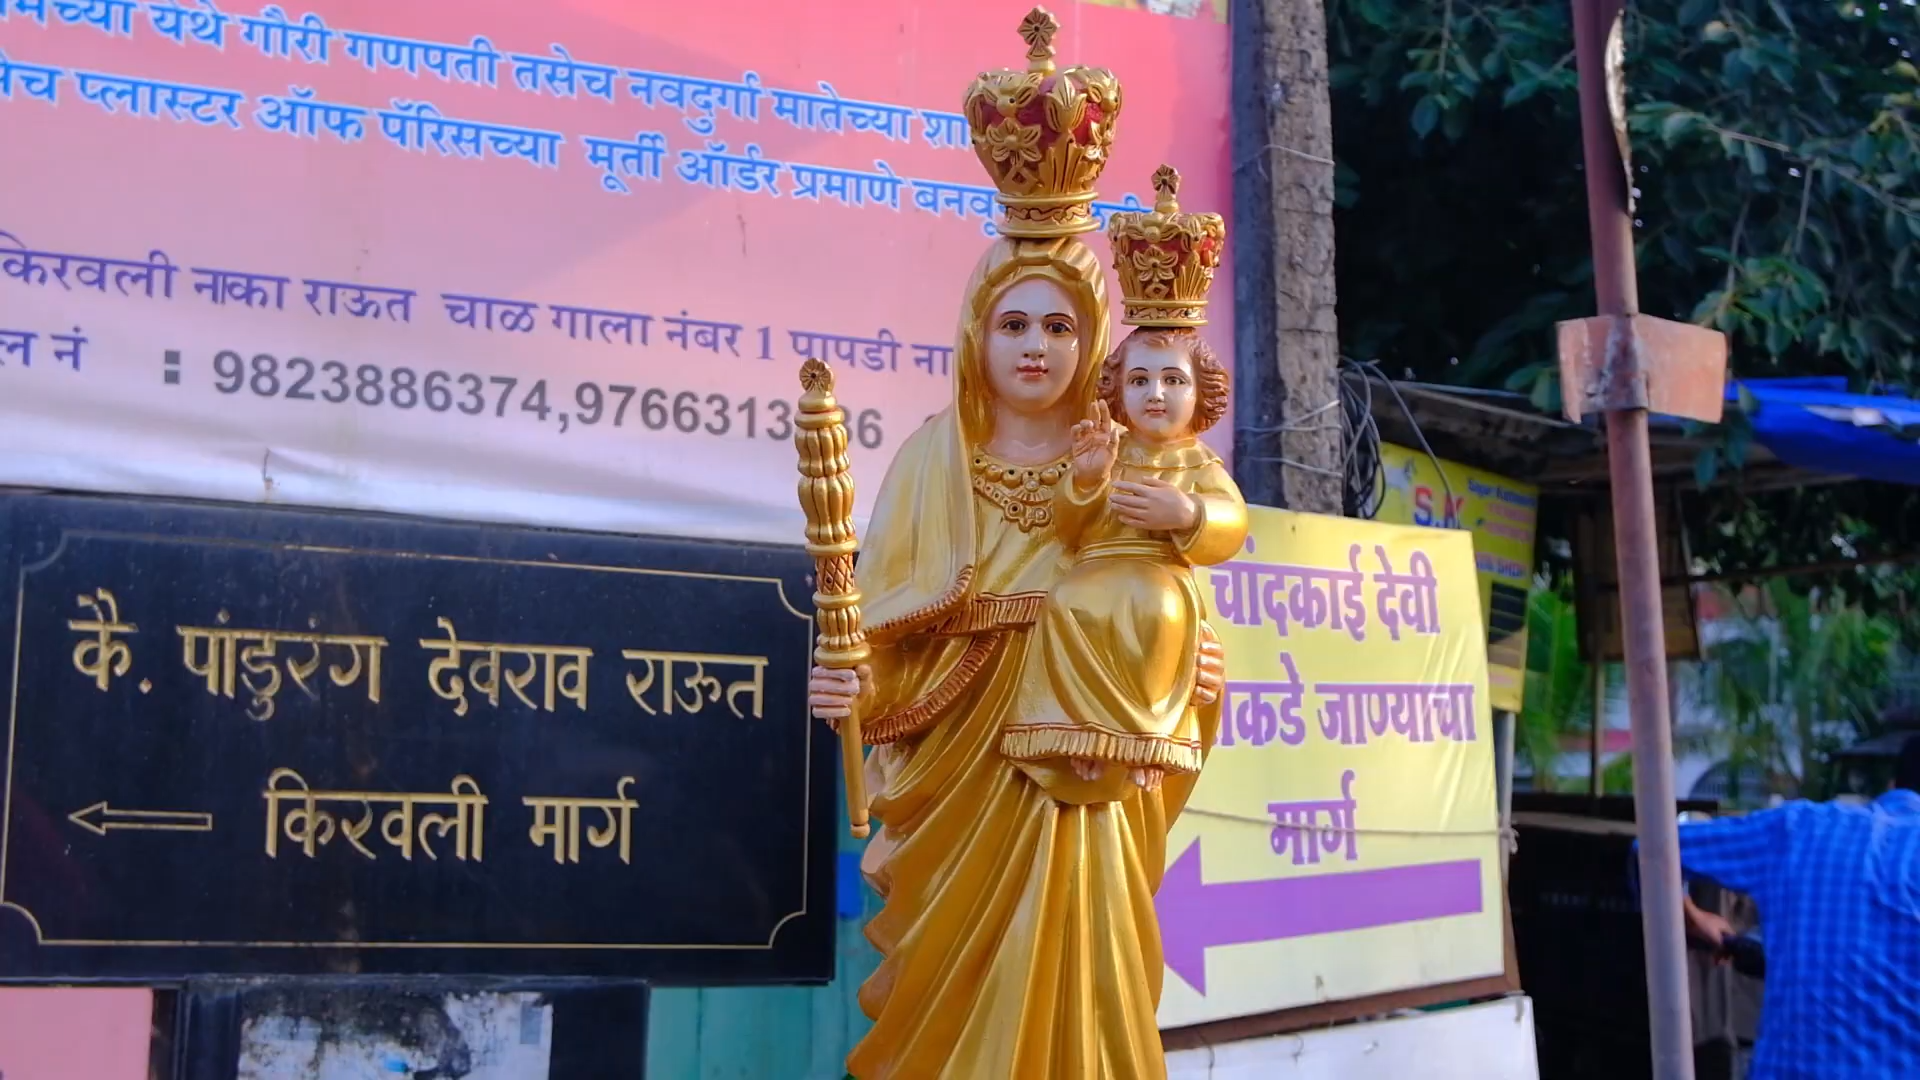 येथे गौरी गणपती तसेच नवदुर्गा मातेच्या
प्लास्टर ऑफ पॅरिसच्या मूर्ती ऑर्डर प्रमाणे
किरवली नाका राऊत चाळ गाला नंबर 1 पापडी
नं : 9823886374,9766313
कै. पांडुरंग देवराव राऊत
किरवली मार्ग
चांदकाई देवी
जाण्याचा
मार्ग